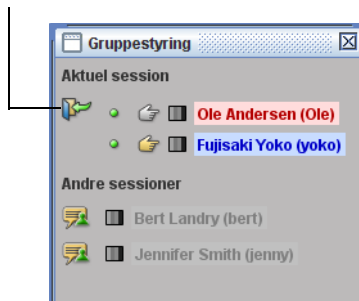 Gruppestyring
Aktuel session
Ole Andersen (Ole)
Fujisaki Yoko (yoko)
Andre sessioner
Bert Landry (bert)
Jennifer Smith (jenny)